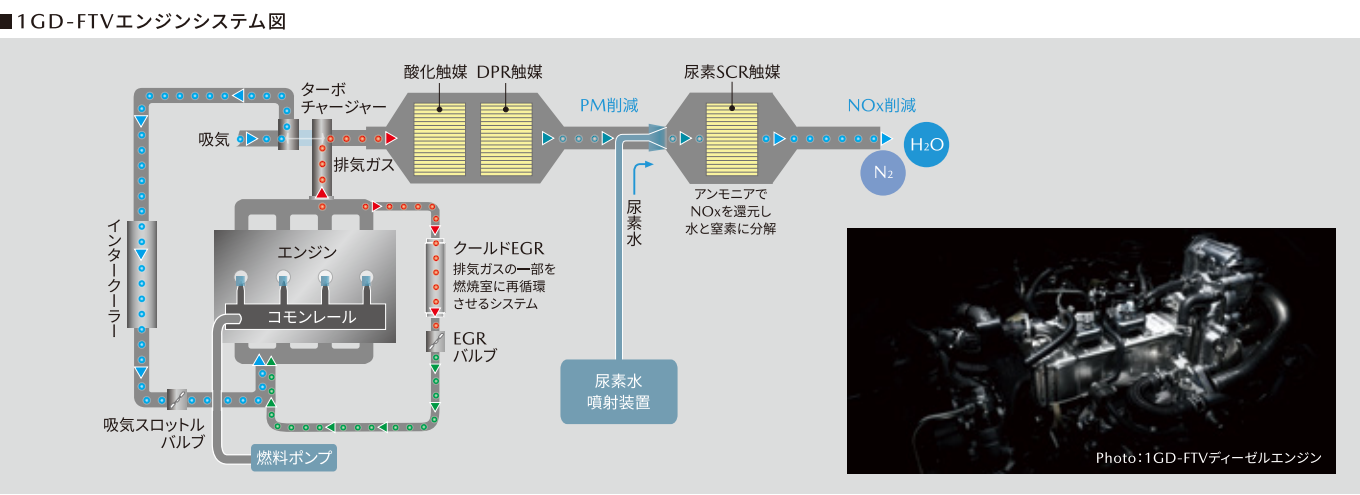 ■1GD-FTVエンジンシステム図
ターボ
チャージャー
吸気
酸化触媒
DPR触媒
PM削減
尿素SCR触媒
NOx削減
H2O
N2
排気ガス
アンモニアで
NOxを還元し
水と窒素に分解
尿素水
インタークーラー
エンジン
コモンレール
クールドEGR
排気ガスの一部を
燃焼室に再循環
させるシステム
EGR
バルブ
吸気スロットル
バルブ
燃料ポンプ
尿素水
噴射装置
Photo：1GD-FTVディーゼルエンジン